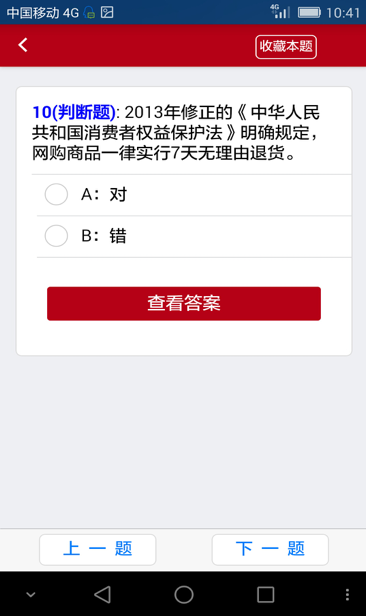 中国移动 4G 4G 10:41
收藏本题
10(判断题): 2013年修正的《中华人民
共和国消费者权益保护法》明确规定，
网购商品一律实行7天无理由退货。
A：对
B：错
查看答案
上一题 下一题